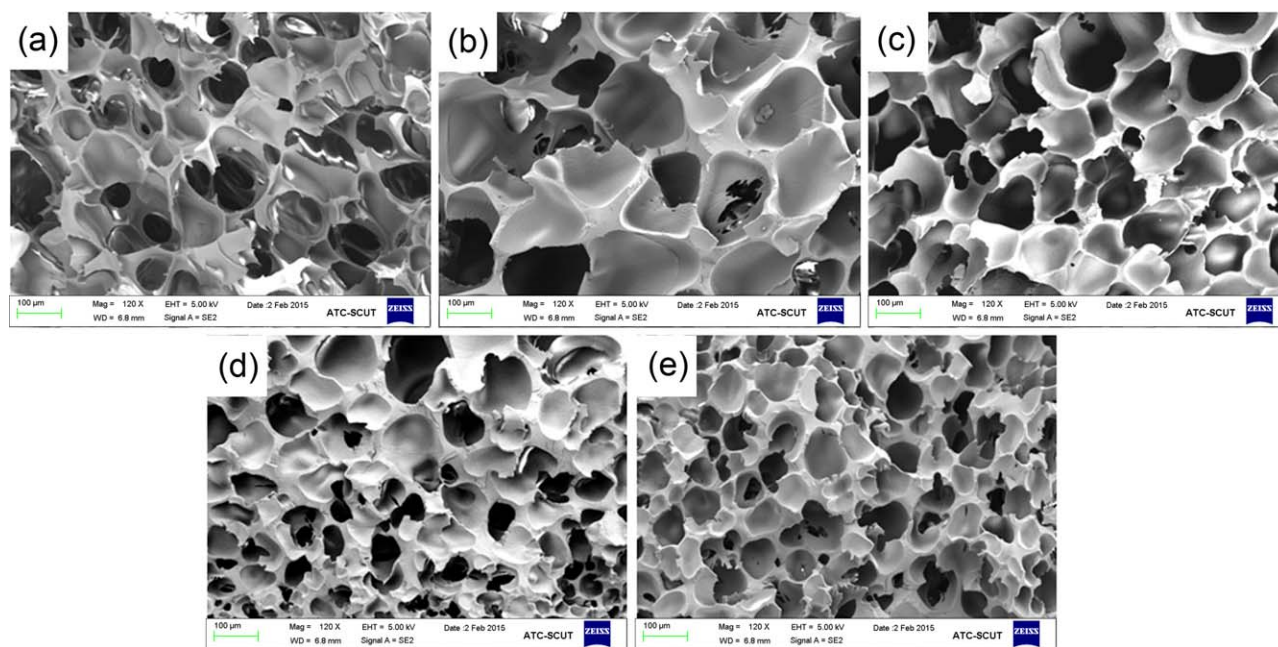 (a)
100 µm
Mag = 120 X
EHT = 5.00 kV
Date :2 Feb 2015
WD = 6.8 mm
Signal A = SE2
ATC-SCUT
ZEISS
(b)
100 µm
Mag = 120 X
EHT = 5.00 kV
Date :2 Feb 2015
WD = 6.8 mm
Signal A = SE2
ATC-SCUT
ZEISS
(c)
100 µm
Mag = 120 X
EHT = 5.00 kV
Date :2 Feb 2015
WD = 6.8 mm
Signal A = SE2
ATC-SCUT
ZEISS
(d)
100 µm
Mag = 120 X
EHT = 5.00 kV
Date :2 Feb 2015
WD = 6.8 mm
Signal A = SE2
ATC-SCUT
ZEISS
(e)
100 µm
Mag = 120 X
EHT = 5.00 kV
Date :2 Feb 2015
WD = 6.8 mm
Signal A = SE2
ATC-SCUT
ZEISS